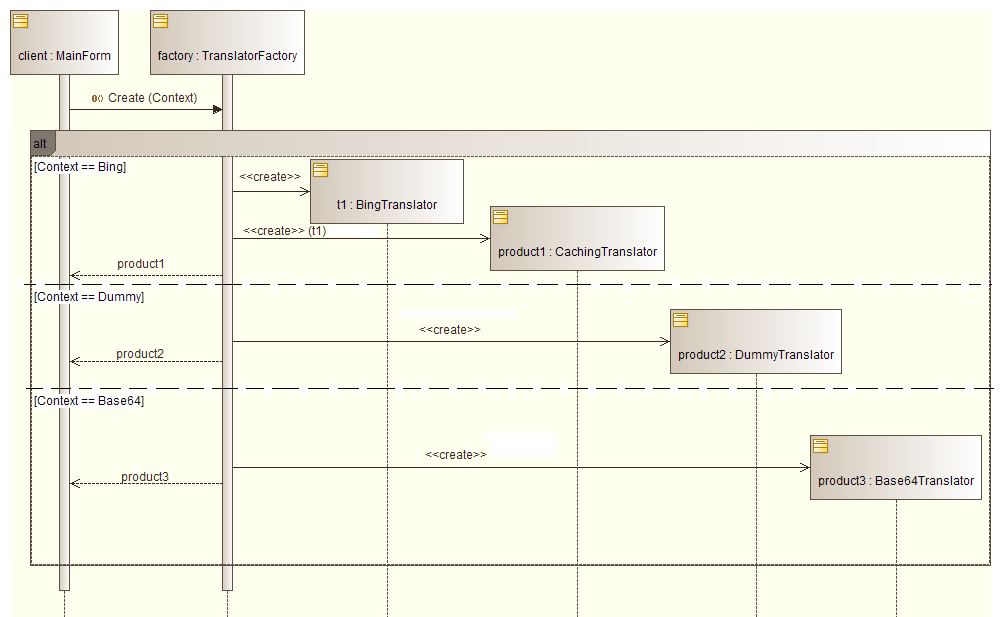 client : MainForm
factory : TranslatorFactory
0() Create (Context)
alt
[Context == Bing]
<<create>>
t1 : BingTranslator
<<create>> (t1)
product1 : CachingTranslator
product1
[Context == Dummy]
<<create>>
product2 : DummyTranslator
product2
[Context == Base64]
<<create>>
product3 : Base64Translator
product3